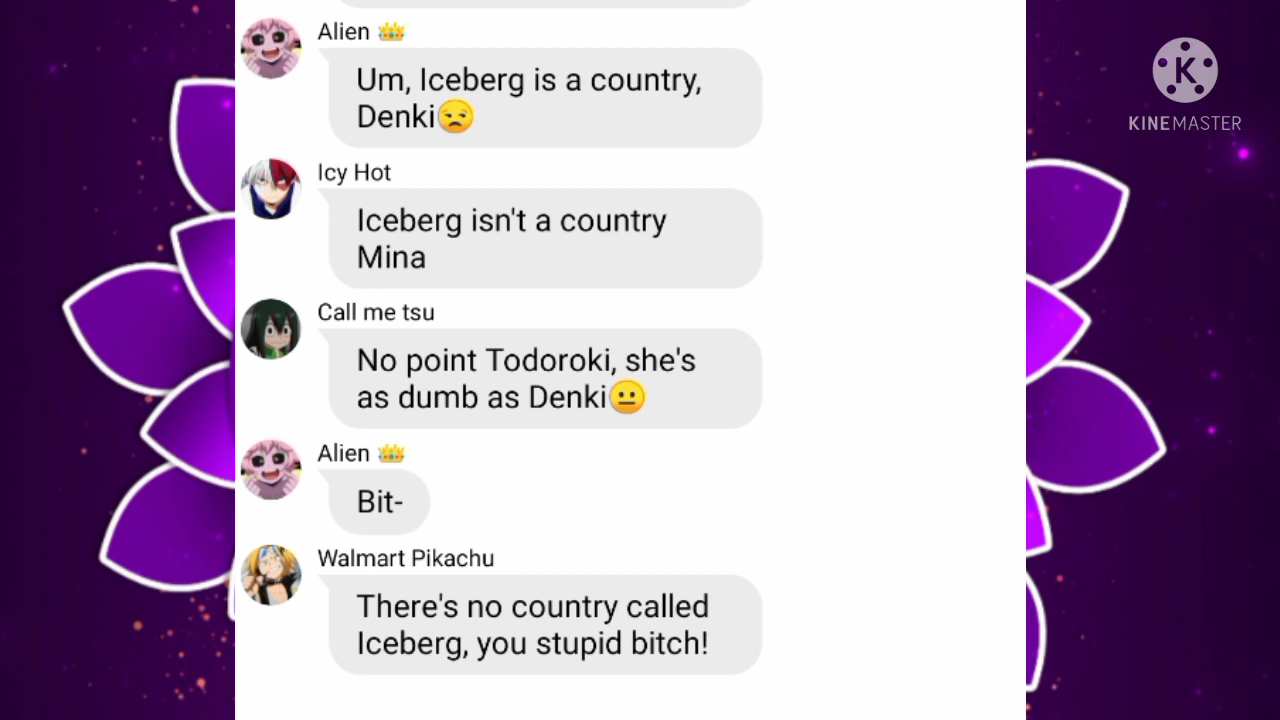 Alien 👑
Um, Iceberg is a country,
Denki😒
Icy Hot
Iceberg isn't a country
Mina
Call me tsu
No point Todoroki, she's
as dumb as Denki😐
Alien 👑
Bit-
Walmart Pikachu
There's no country called
Iceberg, you stupid bitch!
K
KINEMASTER